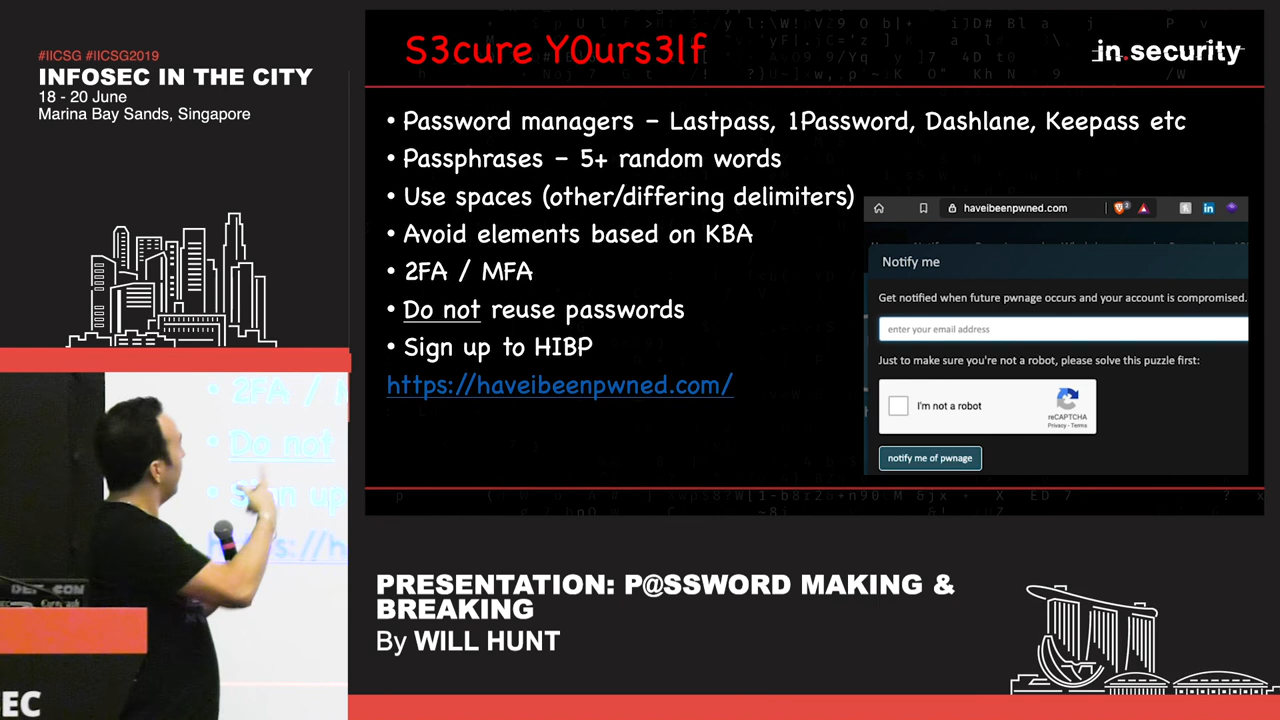 #IICSG #IICSG2019
INFOSEC IN THE CITY
18 - 20 June
Marina Bay Sands, Singapore
S3cure Y0urs3lf
in.security
• Password managers – Lastpass, 1Password, Dashlane, Keepass etc
• Passphrases – 5+ random words
• Use spaces (other/differing delimiters)
• Avoid elements based on KBA
• 2FA / MFA
• Do not reuse passwords
• Sign up to HIBP
https://haveibeenpwned.com/
haveibeenpwned.com
Notify me
Get notified when future pwnage occurs and your account is compromised.
enter your email address
Just to make sure you're not a robot, please solve this puzzle first:
I'm not a robot
reCAPTCHA
Privacy - Terms
notify me of pwnage
• 2FA /
• Do not
• Sign up
PRESENTATION: P@SSWORD MAKING &
BREAKING
By WILL HUNT